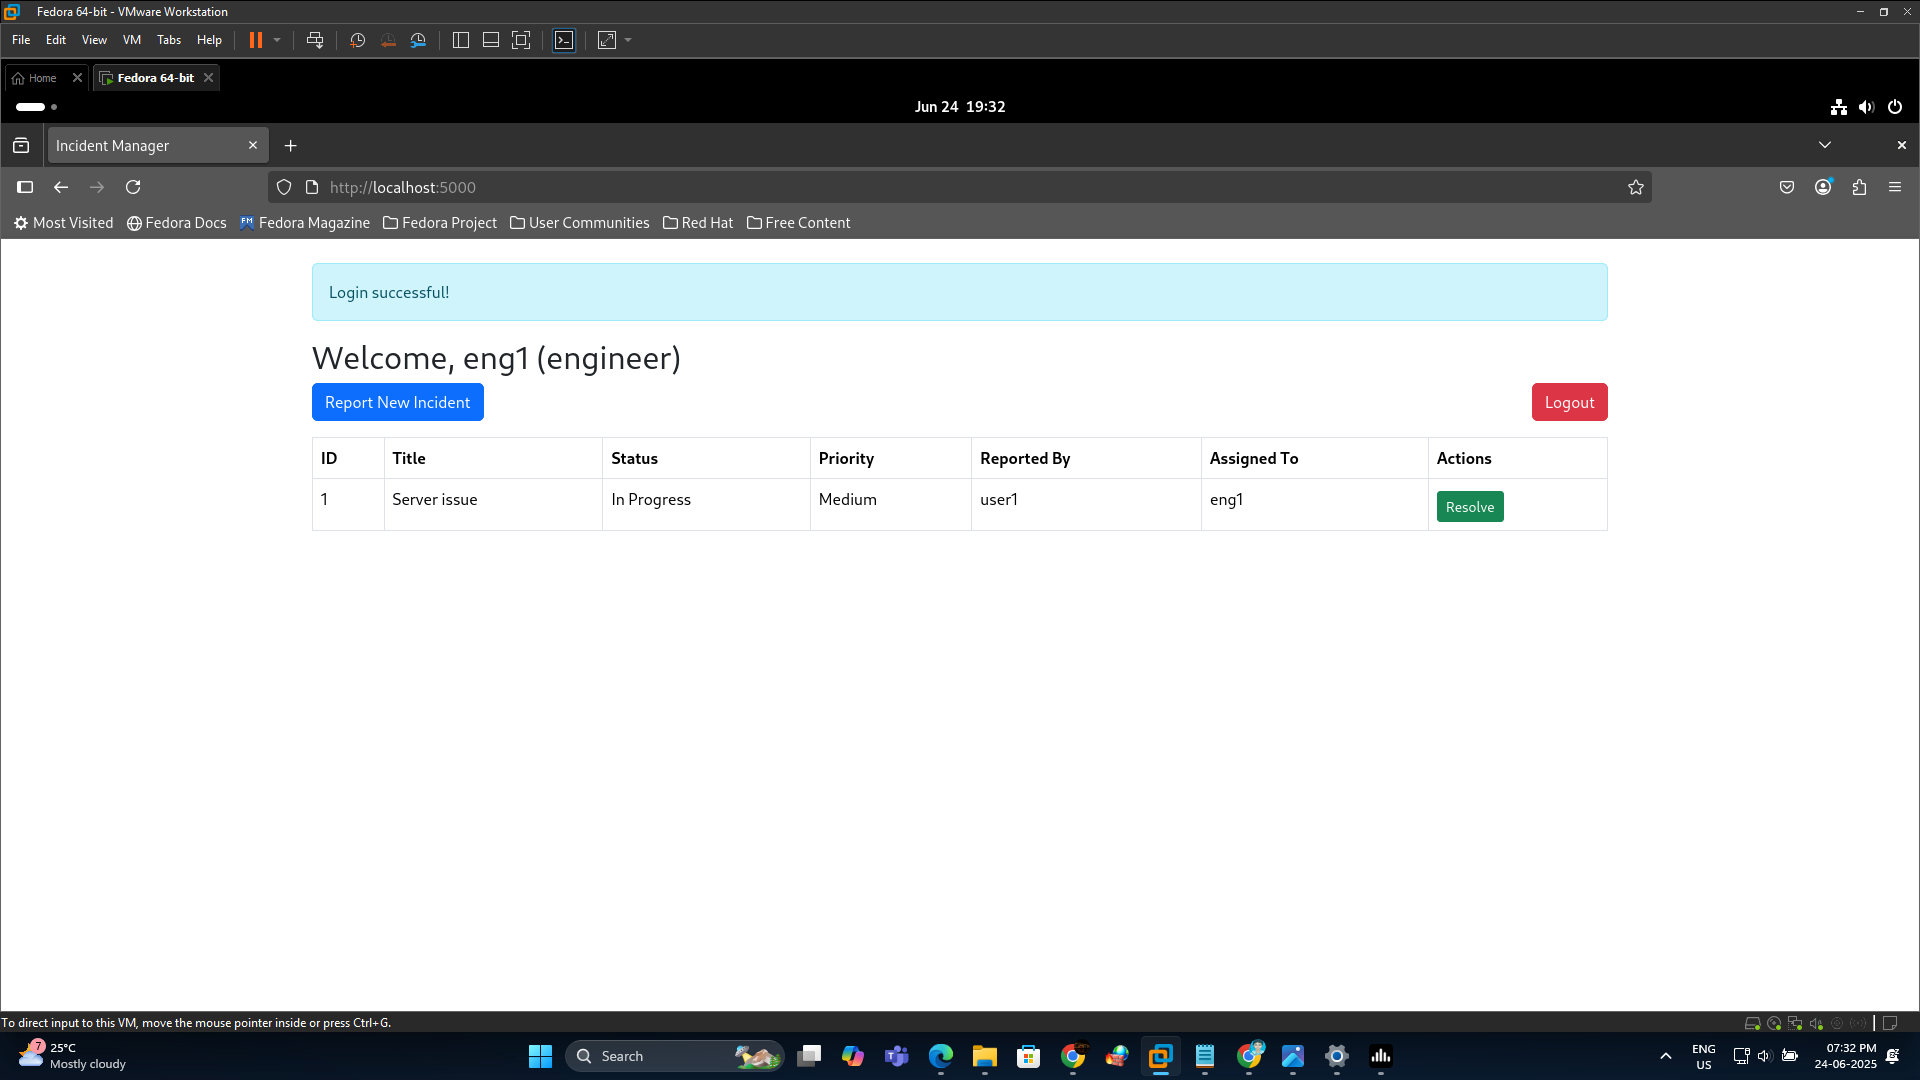 Fedora 64-bit - VMware Workstation
File Edit View VM Tabs Help
Home Fedora 64-bit
Jun 24 19:32
Incident Manager
http://localhost:5000
Most Visited Fedora Docs Fedora Magazine Fedora Project User Communities Red Hat Free Content
Login successful!
Welcome, eng1 (engineer)
Report New Incident Logout
ID Title Status Priority Reported By Assigned To Actions
1 Server issue In Progress Medium user1 eng1 Resolve
To direct input to this VM, move the mouse pointer inside or press Ctrl+G.
7 25°C
Mostly cloudy
Search
ENG
US
07:32 PM
24-06-2025